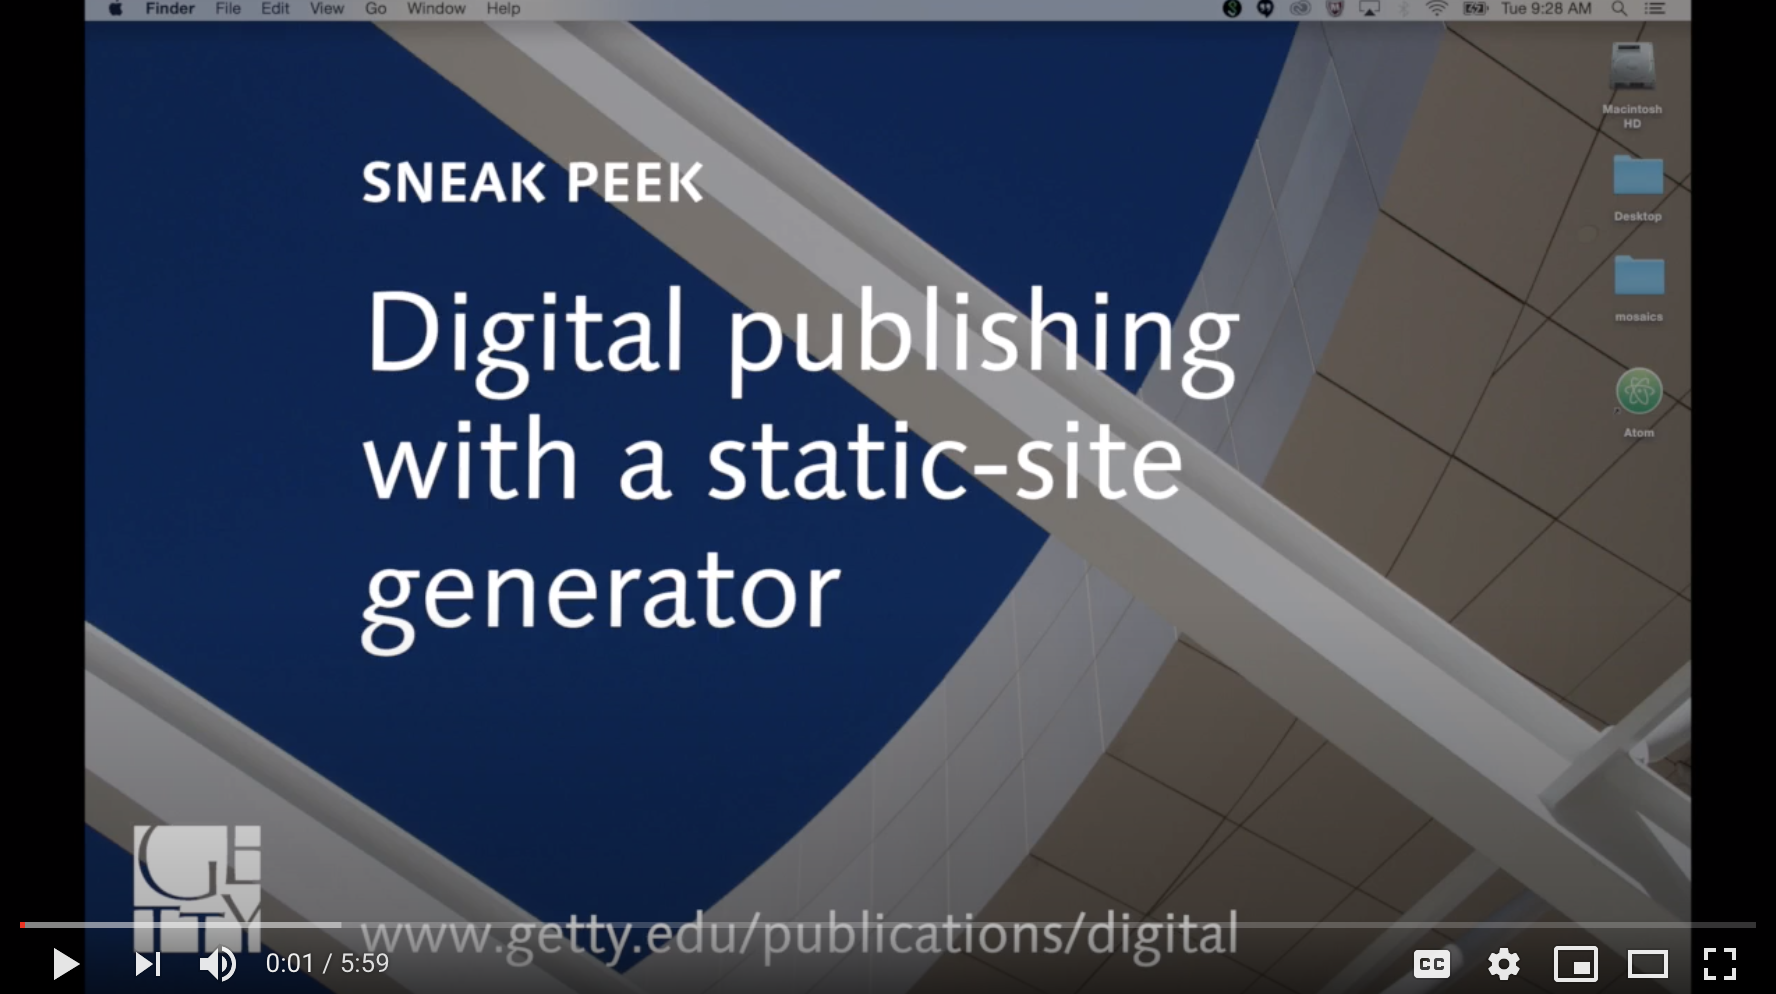 Finder File Edit View Go Window Help Tue 9:28 AM
Macintosh
HD
Desktop
mosaics
Atom
SNEAK PEEK
Digital publishing
with a static-site
generator
GETTY
www.getty.edu/publications/digital
0:01 / 5:59
CC